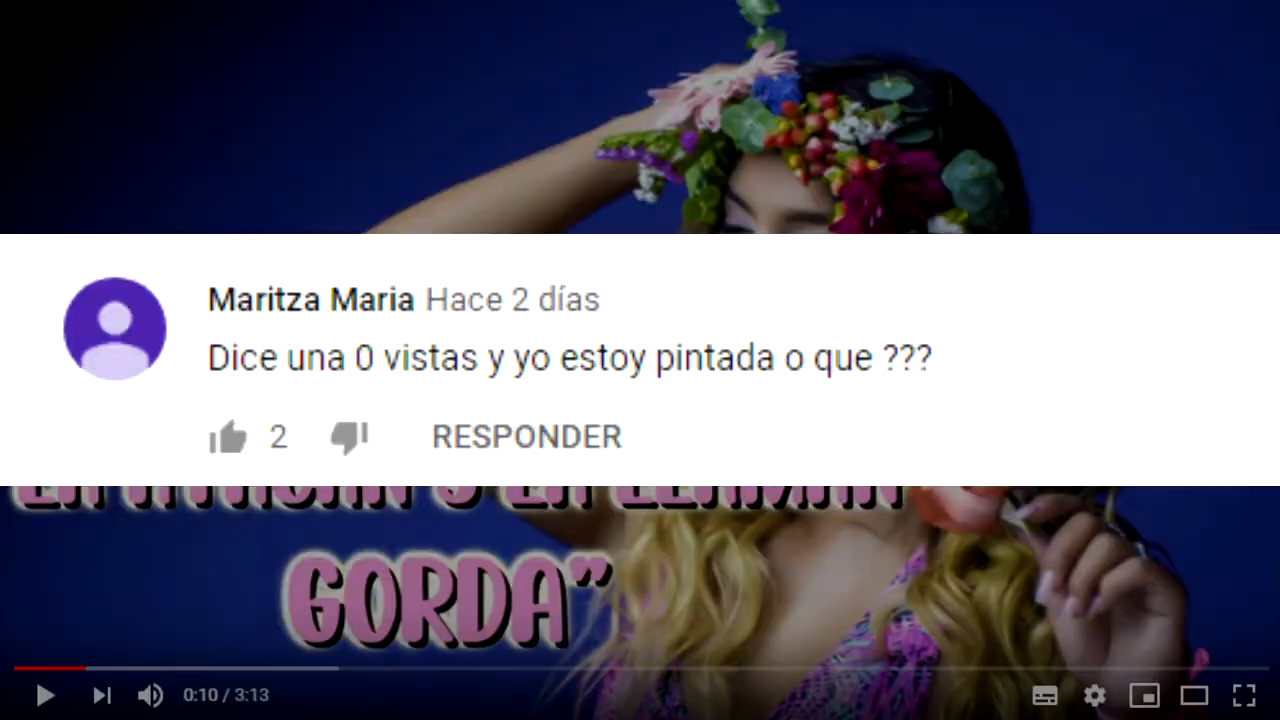 Maritza Maria Hace 2 días
Dice una 0 vistas y yo estoy pintada o que ???
2 RESPONDER
GORDA”
0:10 / 3:13